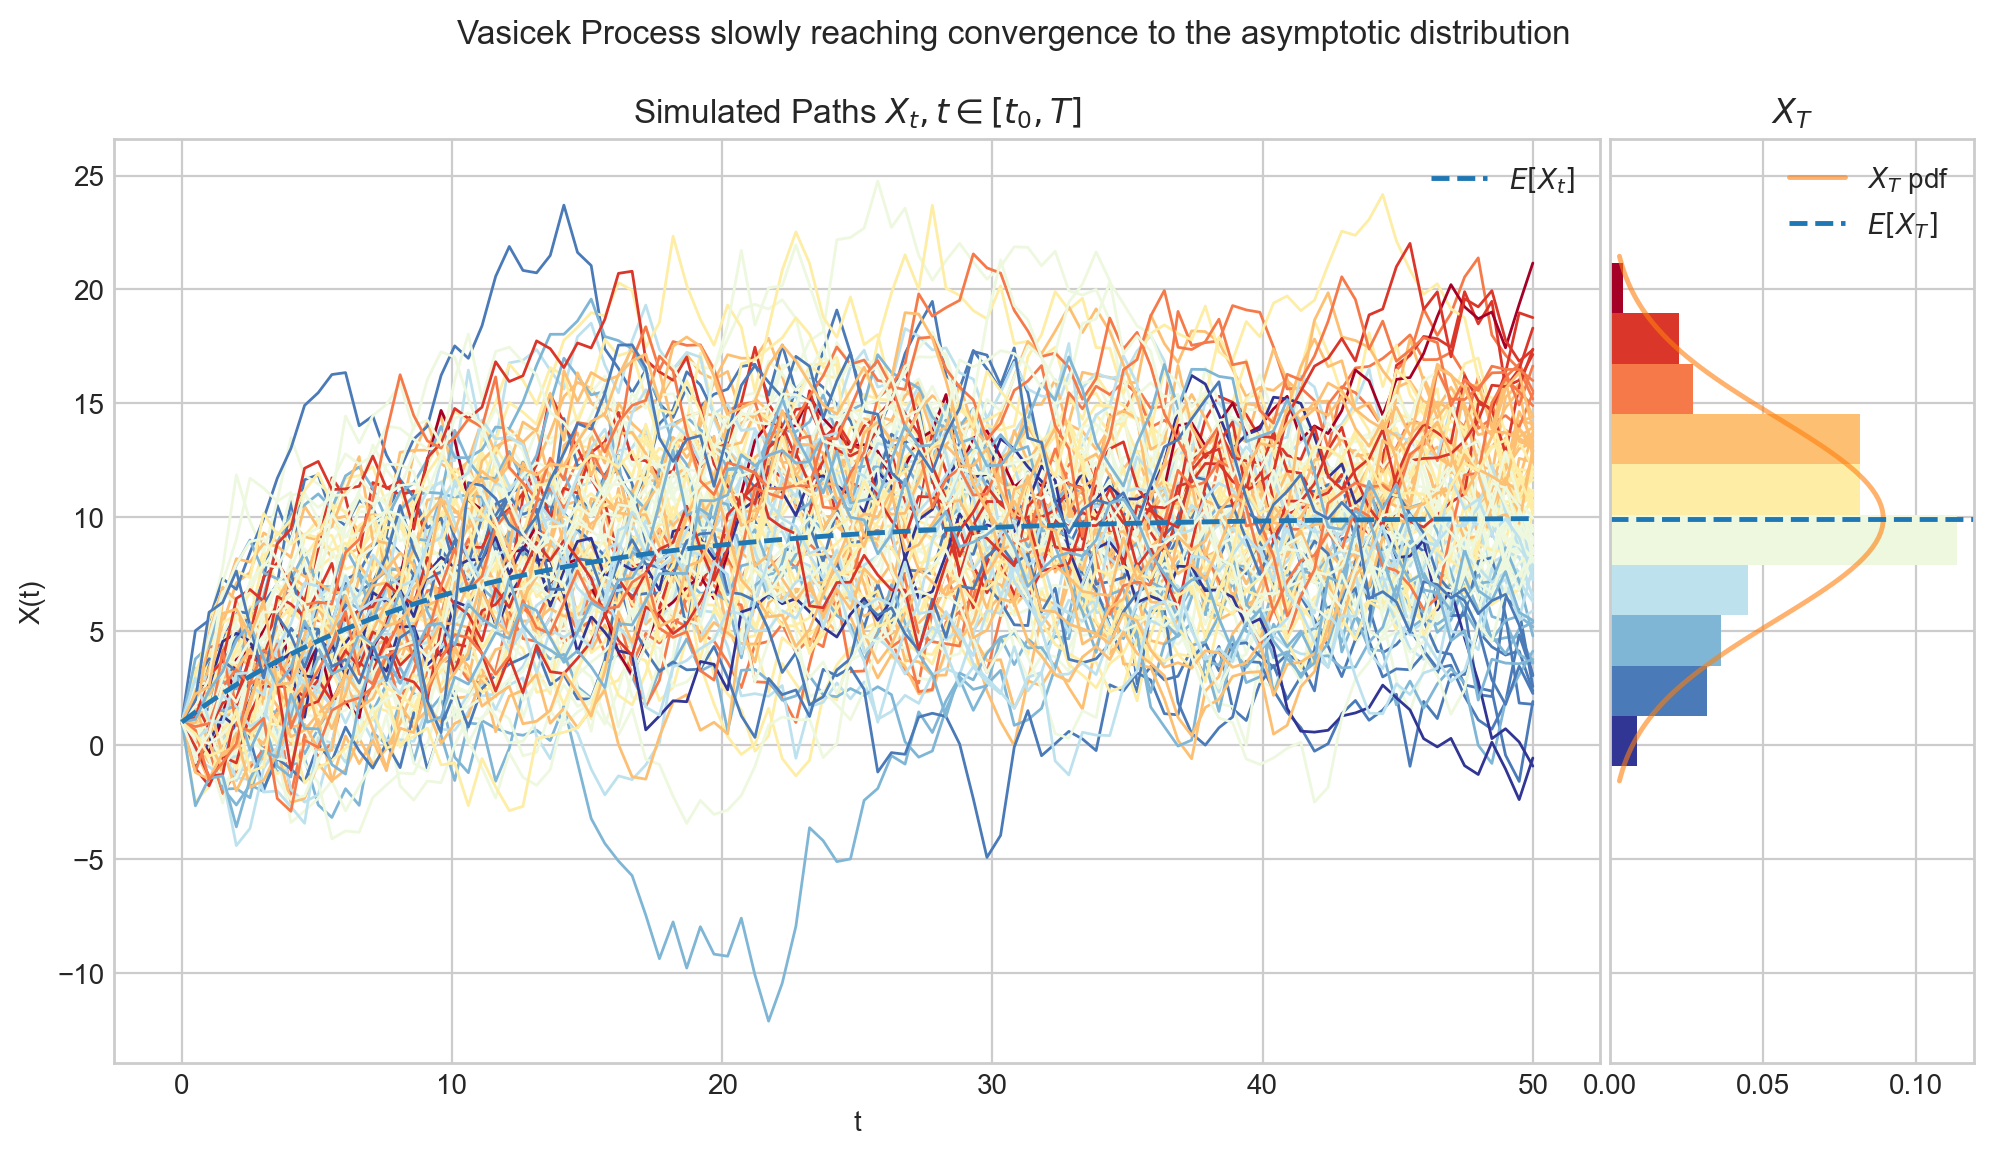 Vasicek Process slowly reaching convergence to the asymptotic distribution
Simulated Paths $X_t, t \in [t_0, T]$
$X_T$
25
20
15
10
5
0
−5
−10
X(t)
$E[X_t]$
$X_T$ pdf
$E[X_T]$
0 10 20 30 40 50 0.00 0.05 0.10
t